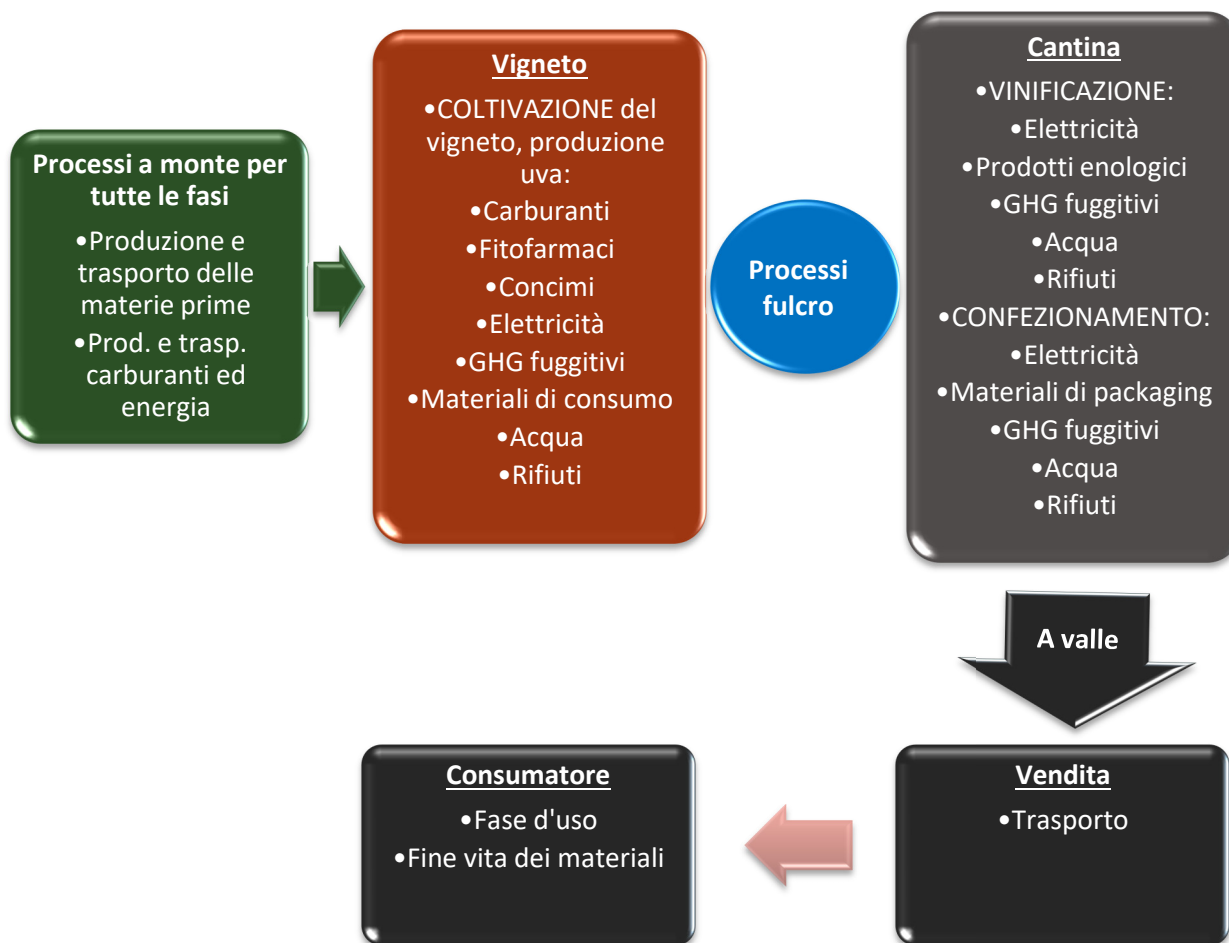 Processi a monte per
tutte le fasi
•Produzione e
trasporto delle
materie prime
•Prod. e trasp.
carburanti ed
energia
Vigneto
•COLTIVAZIONE del
vigneto, produzione
uva:
•Carburanti
•Fitofarmaci
•Concimi
•Elettricità
•GHG fuggitivi
•Materiali di consumo
•Acqua
•Rifiuti
Processi
fulcro
Cantina
•VINIFICAZIONE:
•Elettricità
•Prodotti enologici
•GHG fuggitivi
•Acqua
•Rifiuti
•CONFEZIONAMENTO:
•Elettricità
•Materiali di packaging
•GHG fuggitivi
•Acqua
•Rifiuti
A valle
Vendita
•Trasporto
Consumatore
•Fase d'uso
•Fine vita dei materiali